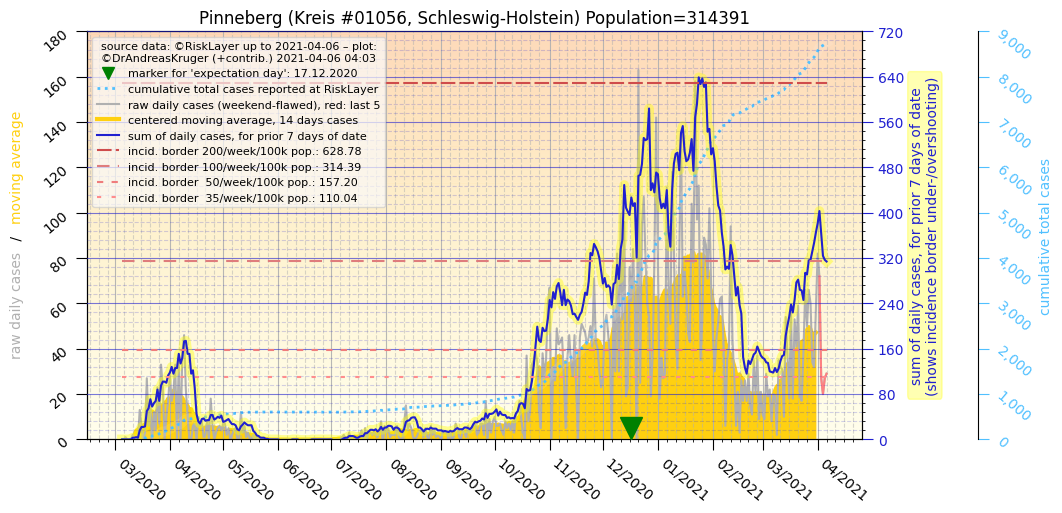 Pinneberg (Kreis #01056, Schleswig-Holstein) Population=314391
source data: ©RiskLayer up to 2021-04-06 – plot:
©DrAndreasKruger (+contrib.) 2021-04-06 04:03
marker for 'expectation day': 17.12.2020
cumulative total cases reported at RiskLayer
raw daily cases (weekend-flawed), red: last 5
centered moving average, 14 days cases
sum of daily cases, for prior 7 days of date
incid. border 200/week/100k pop.: 628.78
incid. border 100/week/100k pop.: 314.39
incid. border  50/week/100k pop.: 157.20
incid. border  35/week/100k pop.: 110.04
raw daily cases / moving average
180
160
140
120
100
80
60
40
20
0
03/2020
04/2020
05/2020
06/2020
07/2020
08/2020
09/2020
10/2020
11/2020
12/2020
01/2021
02/2021
03/2021
04/2021
720
640
560
480
400
320
240
160
80
0
sum of daily cases, for prior 7 days of date
(shows incidence border under-/overshooting)
9,000
8,000
7,000
6,000
5,000
4,000
3,000
2,000
1,000
0
cumulative total cases